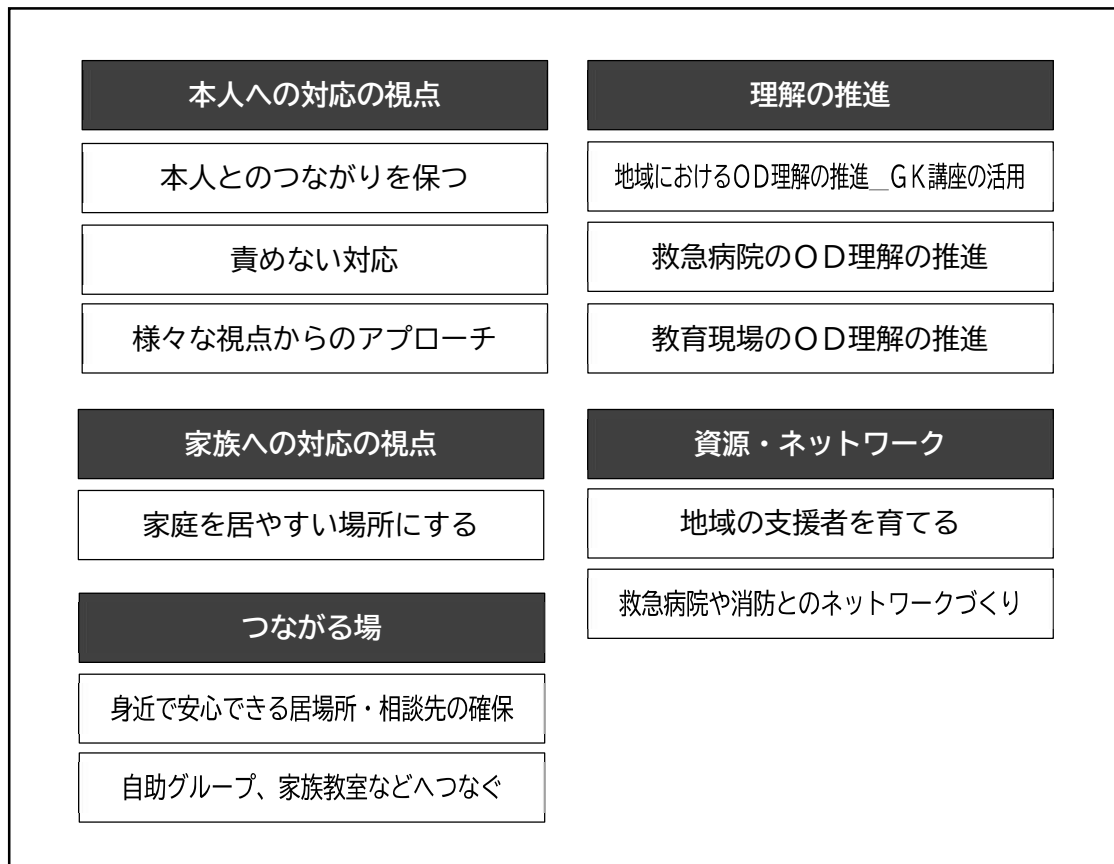 本人への対応の視点
本人とのつながりを保つ
責めない対応
様々な視点からのアプローチ
家族への対応の視点
家庭を居やすい場所にする
つながる場
身近で安心できる居場所・相談先の確保
自助グループ、家族教室などへつなぐ
理解の推進
地域におけるOD理解の推進＿GK講座の活用
救急病院のOD理解の推進
教育現場のOD理解の推進
資源・ネットワーク
地域の支援者を育てる
救急病院や消防とのネットワークづくり